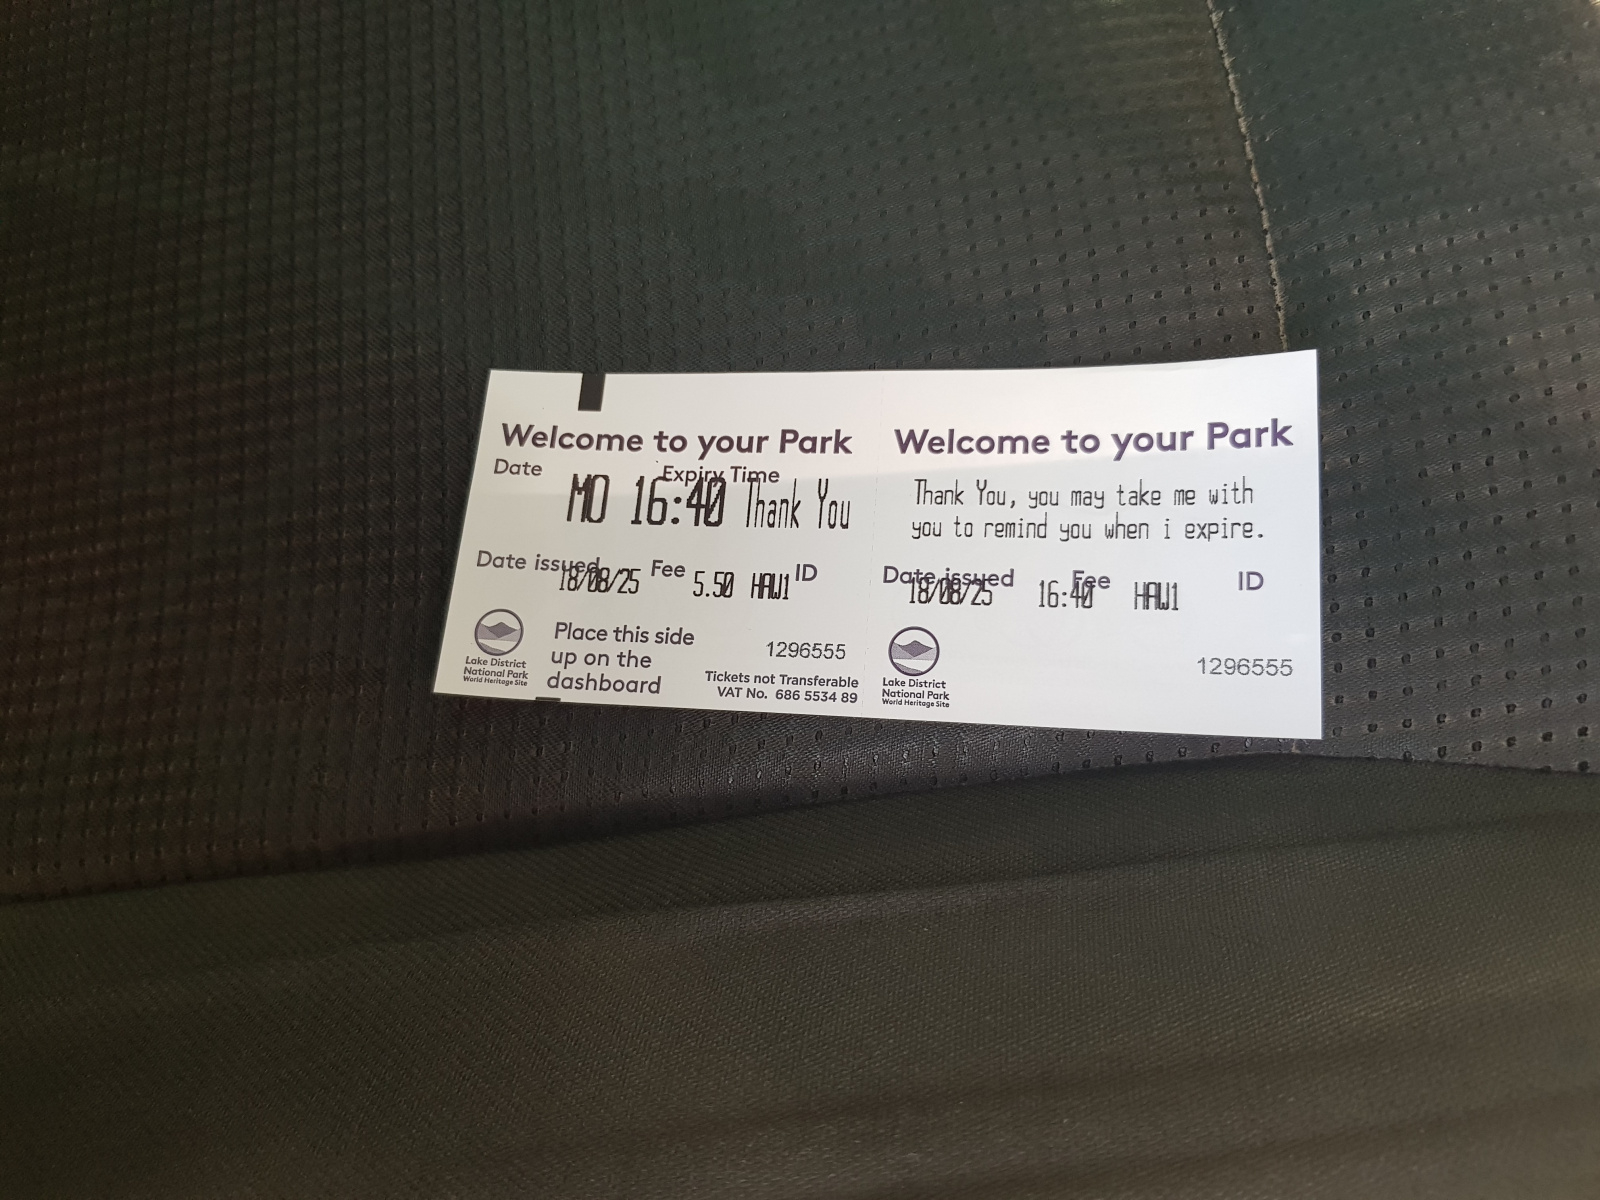 Welcome to your Park
Date
Expiry Time
MO 16:40 Thank You
Date issued Fee ID
18/08/25 5.50 HAW1
Lake District
National Park
World Heritage Site
Place this side
up on the
dashboard
1296555
Tickets not Transferable
VAT No. 686 5534 89
Welcome to your Park
Thank You, you may take me with
you to remind you when i expire.
Date issued Fee ID
18/08/25 16:40 HAW1
Lake District
National Park
World Heritage Site
1296555